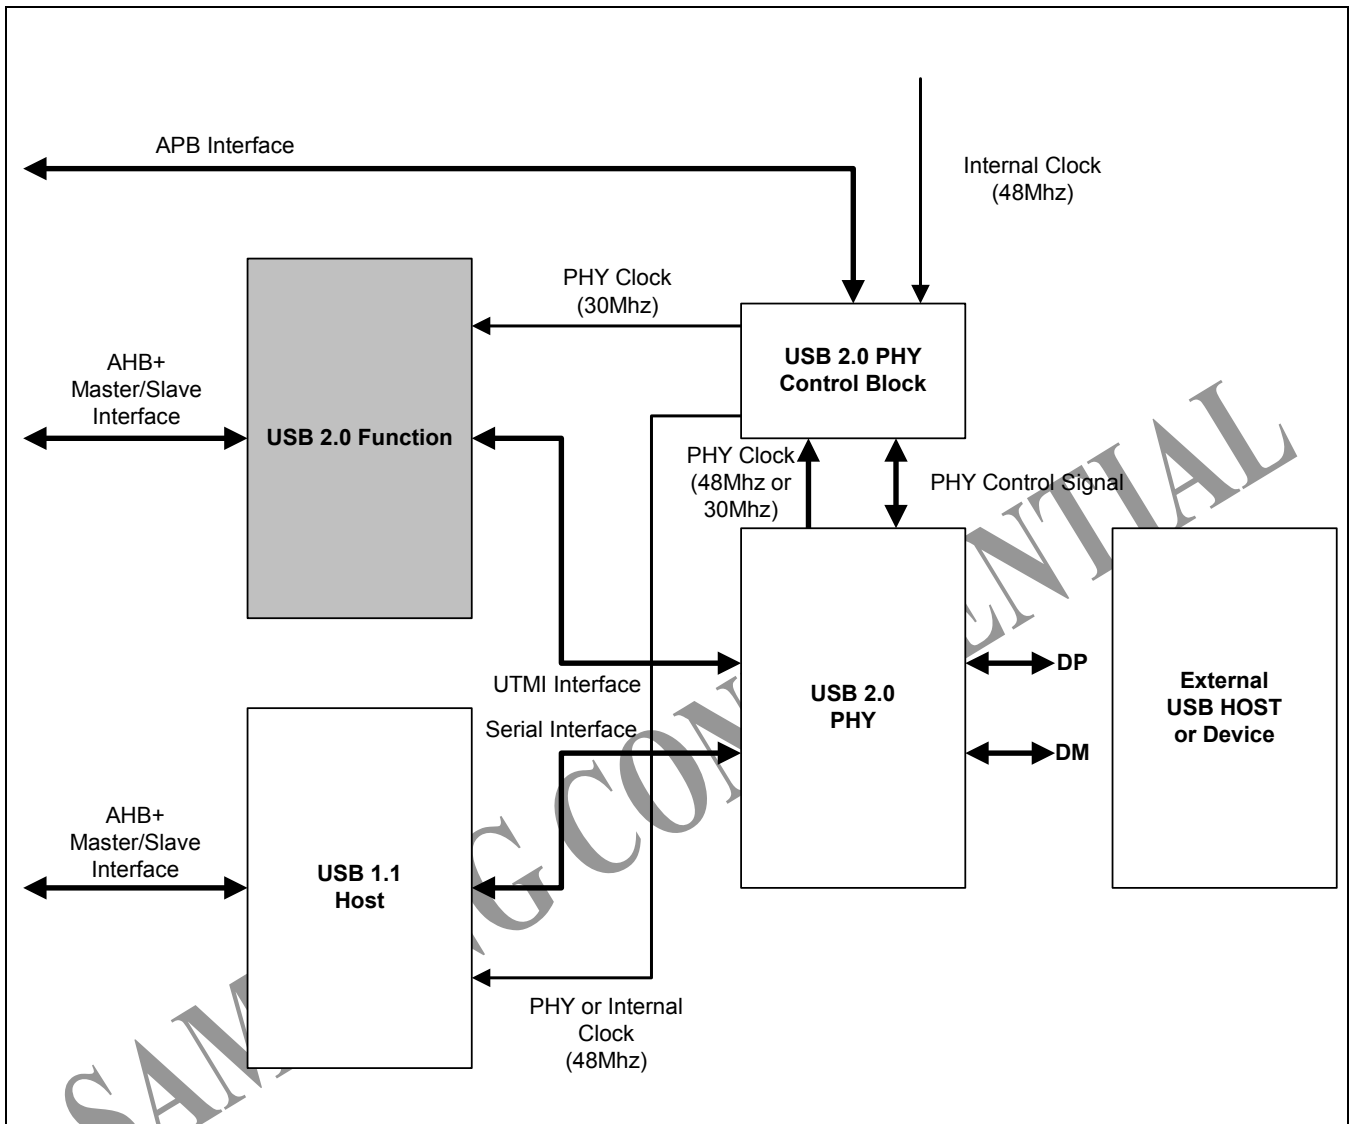 APB Interface
Internal Clock
(48Mhz)
PHY Clock
(30Mhz)
USB 2.0 PHY
Control Block
AHB+
Master/Slave
Interface
USB 2.0 Function
PHY Clock
(48Mhz or
30Mhz)
PHY Control Signal
UTMI Interface
Serial Interface
USB 2.0
PHY
DP
DM
External
USB HOST
or Device
AHB+
Master/Slave
Interface
USB 1.1
Host
PHY or Internal
Clock
(48Mhz)
SAMSUNG CONFIDENTIAL